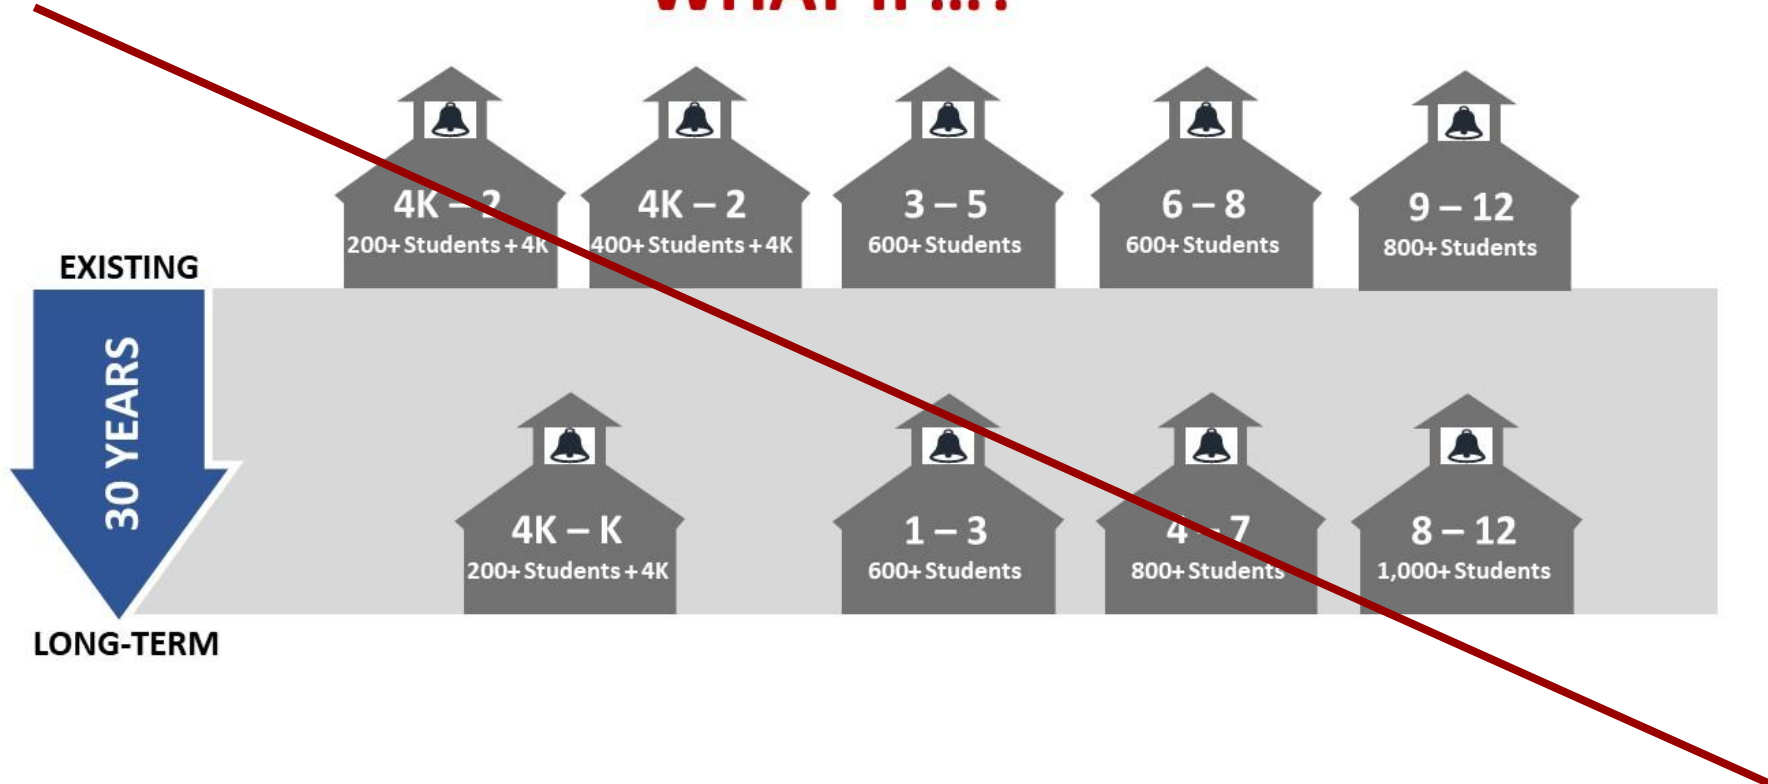 WHAT IF...?
4K – 2
200+ Students + 4K
4K – 2
400+ Students + 4K
3 – 5
600+ Students
6 – 8
600+ Students
9 – 12
800+ Students
EXISTING
30 YEARS
4K – K
200+ Students + 4K
1 – 3
600+ Students
4 – 7
800+ Students
8 – 12
1,000+ Students
LONG-TERM